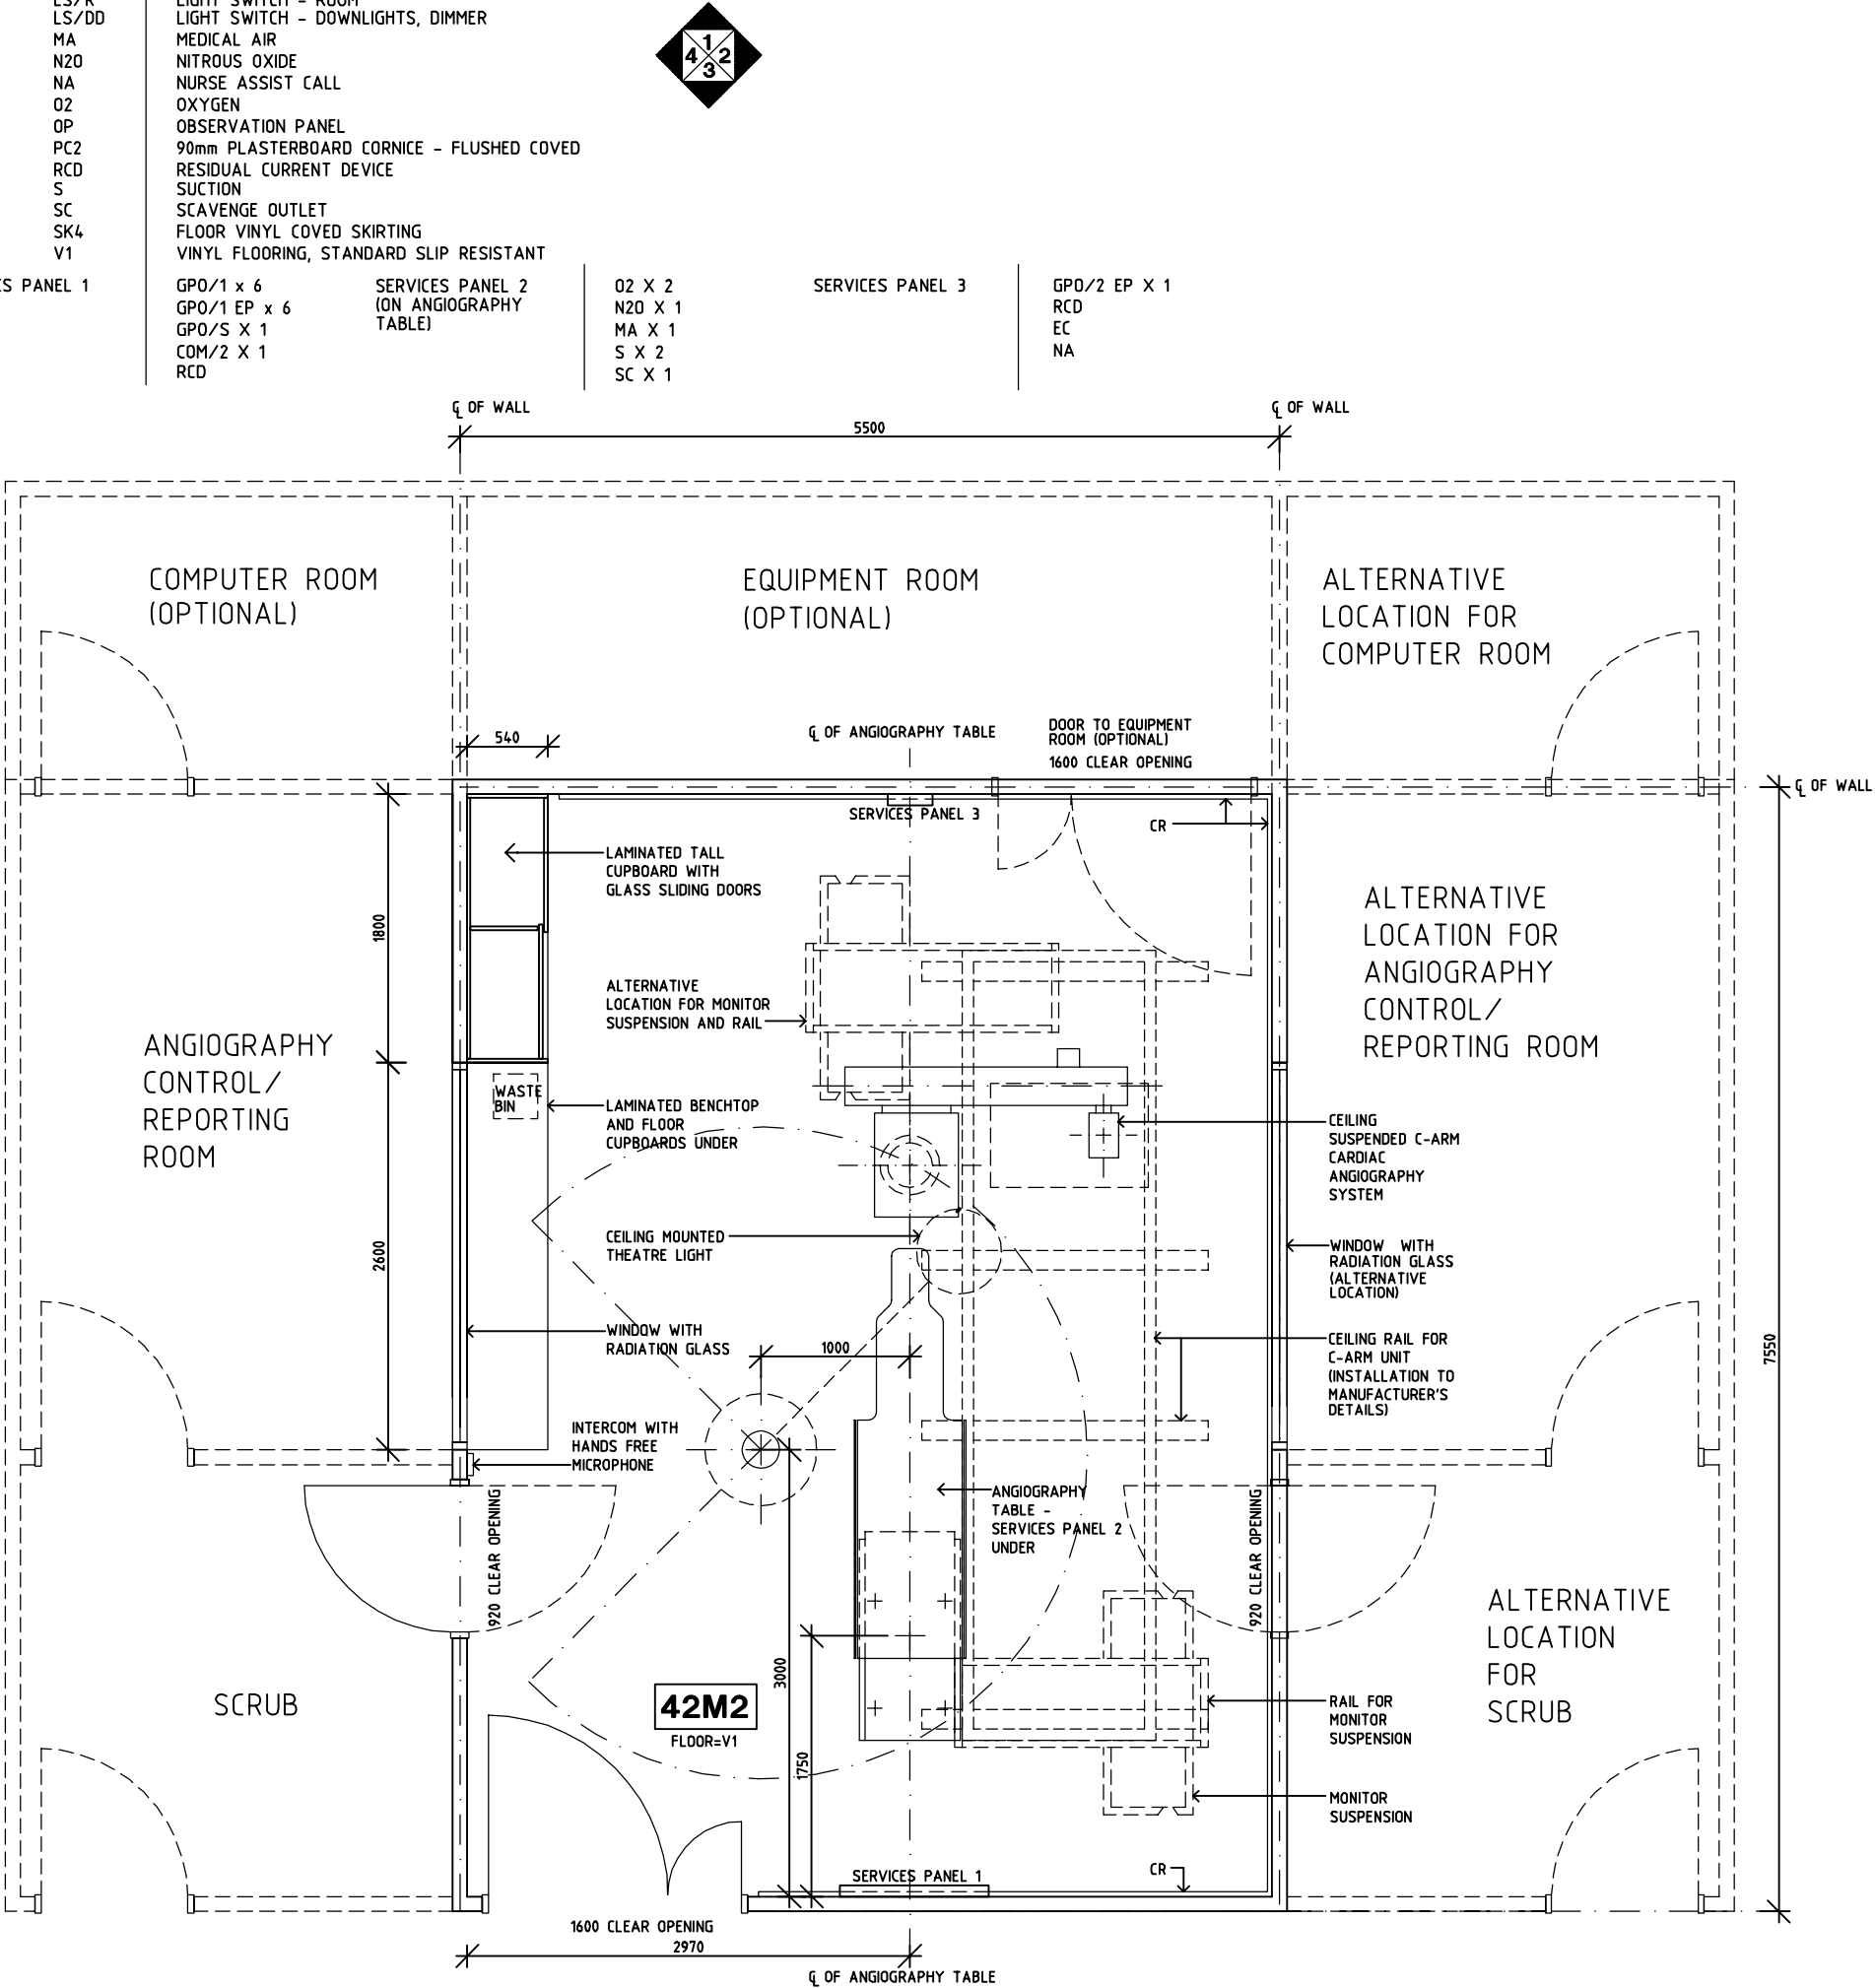 LS/R LIGHT SWITCH - ROOM
LS/DD LIGHT SWITCH - DOWNLIGHTS, DIMMER
MA MEDICAL AIR
N2O NITROUS OXIDE
NA NURSE ASSIST CALL
O2 OXYGEN
OP OBSERVATION PANEL
PC2 90mm PLASTERBOARD CORNICE - FLUSHED COVED
RCD RESIDUAL CURRENT DEVICE
S SUCTION
SC SCAVENGE OUTLET
SK4 FLOOR VINYL COVED SKIRTING
V1 VINYL FLOORING, STANDARD SLIP RESISTANT
1
4 2
3
ES PANEL 1
GPO/1 x 6
GPO/1 EP x 6
GPO/S X 1
COM/2 X 1
RCD
SERVICES PANEL 2
(ON ANGIOGRAPHY
TABLE)
O2 X 2
N2O X 1
MA X 1
S X 2
SC X 1
SERVICES PANEL 3
GPO/2 EP X 1
RCD
EC
NA
℄ OF WALL
℄ OF WALL
5500
COMPUTER ROOM
(OPTIONAL)
EQUIPMENT ROOM
(OPTIONAL)
ALTERNATIVE
LOCATION FOR
COMPUTER ROOM
540
℄ OF ANGIOGRAPHY TABLE
DOOR TO EQUIPMENT
ROOM (OPTIONAL)
1600 CLEAR OPENING
℄ OF WALL
SERVICES PANEL 3
CR
LAMINATED TALL
CUPBOARD WITH
GLASS SLIDING DOORS
1800
ALTERNATIVE
LOCATION FOR
ANGIOGRAPHY
CONTROL/
REPORTING ROOM
ALTERNATIVE
LOCATION FOR MONITOR
SUSPENSION AND RAIL
ANGIOGRAPHY
CONTROL/
REPORTING
ROOM
WASTE
BIN
LAMINATED BENCHTOP
AND FLOOR
CUPBOARDS UNDER
CEILING
SUSPENDED C-ARM
CARDIAC
ANGIOGRAPHY
SYSTEM
2600
CEILING MOUNTED
THEATRE LIGHT
WINDOW WITH
RADIATION GLASS
(ALTERNATIVE
LOCATION)
WINDOW WITH
RADIATION GLASS
1000
CEILING RAIL FOR
C-ARM UNIT
(INSTALLATION TO
MANUFACTURER'S
DETAILS)
7550
INTERCOM WITH
HANDS FREE
MICROPHONE
920 CLEAR OPENING
ANGIOGRAPHY
TABLE -
SERVICES PANEL 2
UNDER
920 CLEAR OPENING
ALTERNATIVE
LOCATION
FOR
SCRUB
SCRUB
3000
42M2
FLOOR=V1
1750
RAIL FOR
MONITOR
SUSPENSION
MONITOR
SUSPENSION
SERVICES PANEL 1
CR
1600 CLEAR OPENING
2970
℄ OF ANGIOGRAPHY TABLE